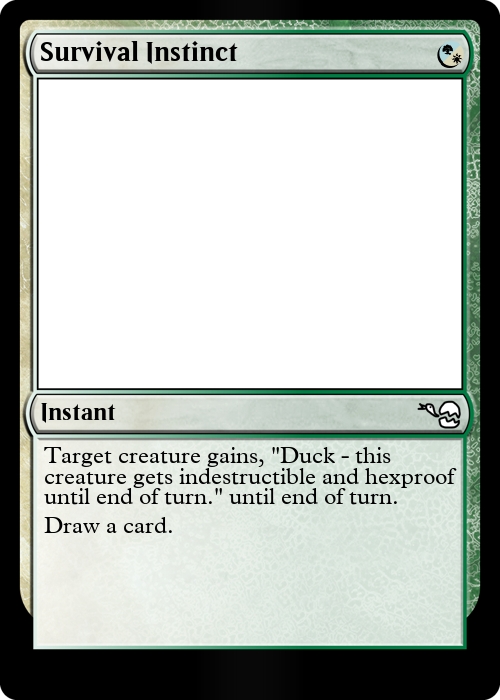 Survival Instinct
Instant
Target creature gains, "Duck - this
creature gets indestructible and hexproof
until end of turn." until end of turn.
Draw a card.